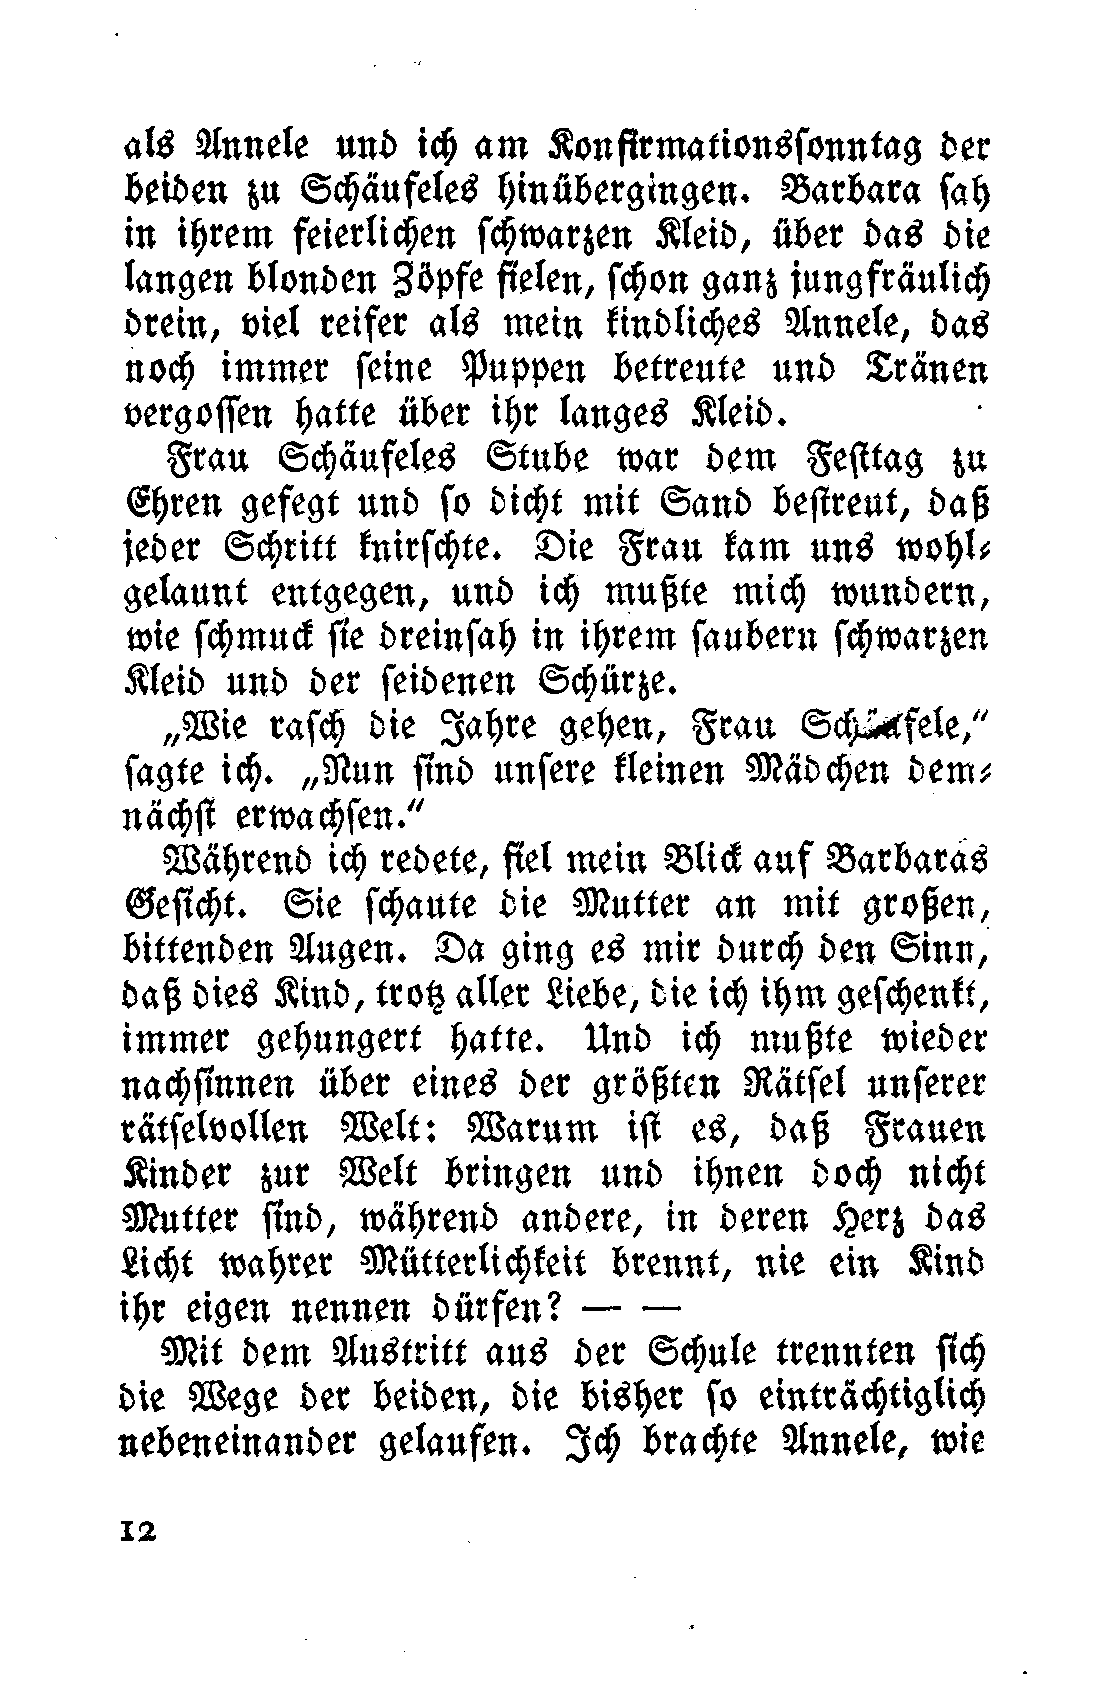 als Annele und ich am Konfirmationssonntag der
beiden zu Schäufeles hinübergingen. Barbara sah
in ihrem feierlichen schwarzen Kleid, über das die
langen blonden Zöpfe fielen, schon ganz jungfräulich
drein, viel reifer als mein kindliches Annele, das
noch immer seine Puppen betreute und Tränen
vergossen hatte über ihr langes Kleid.
Frau Schäufeles Stube war dem Festtag zu
Ehren gefegt und so dicht mit Sand bestreut, daß
jeder Schritt knirschte. Die Frau kam uns wohl-
gelaunt entgegen, und ich mußte mich wundern,
wie schmuck sie dreinsah in ihrem saubern schwarzen
Kleid und der seidenen Schürze.
„Wie rasch die Jahre gehen, Frau Schäufele,“
sagte ich. „Nun sind unsere kleinen Mädchen dem-
nächst erwachsen.“
Während ich redete, fiel mein Blick auf Barbaras
Gesicht. Sie schaute die Mutter an mit großen,
bittenden Augen. Da ging es mir durch den Sinn,
daß dies Kind, trotz aller Liebe, die ich ihm geschenkt,
immer gehungert hatte. Und ich mußte wieder
nachsinnen über eines der größten Rätsel unserer
rätselvollen Welt: Warum ist es, daß Frauen
Kinder zur Welt bringen und ihnen doch nicht
Mutter sind, während andere, in deren Herz das
Licht wahrer Mütterlichkeit brennt, nie ein Kind
ihr eigen nennen dürfen? — —
Mit dem Austritt aus der Schule trennten sich
die Wege der beiden, die bisher so einträchtiglich
nebeneinander gelaufen. Ich brachte Annele, wie
12